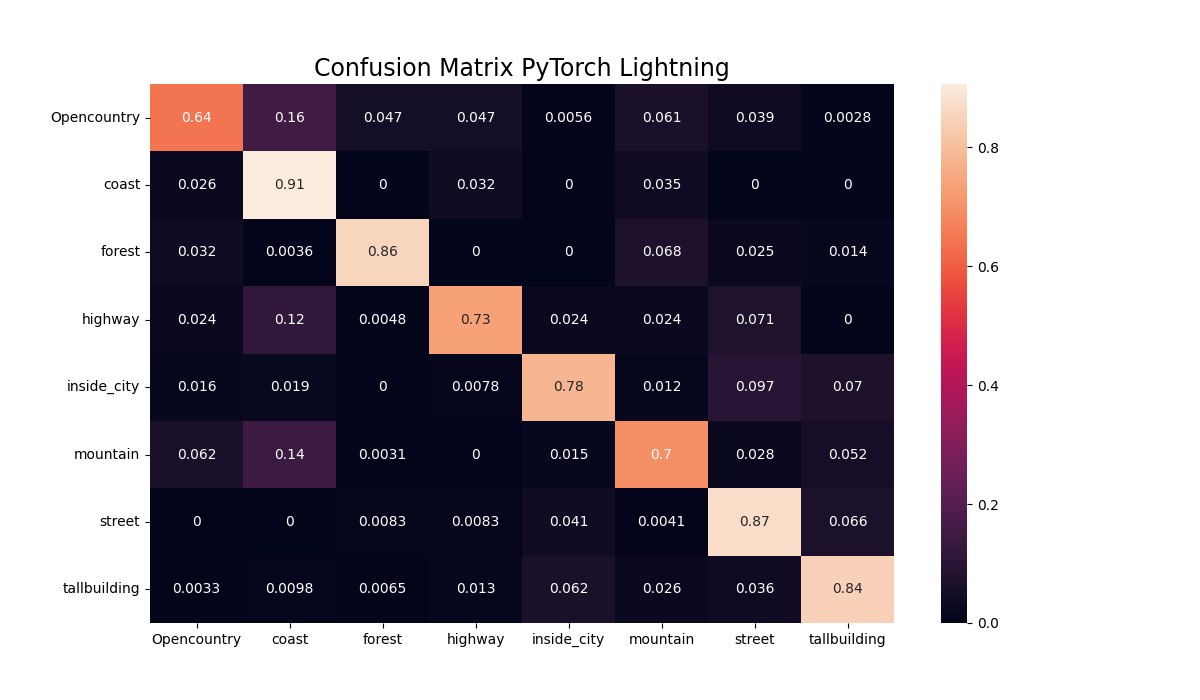 Confusion Matrix PyTorch Lightning
Opencountry 0.64 0.16 0.047 0.047 0.0056 0.061 0.039 0.0028
coast 0.026 0.91 0 0.032 0 0.035 0 0
forest 0.032 0.0036 0.86 0 0 0.068 0.025 0.014
highway 0.024 0.12 0.0048 0.73 0.024 0.024 0.071 0
inside_city 0.016 0.019 0 0.0078 0.78 0.012 0.097 0.07
mountain 0.062 0.14 0.0031 0 0.015 0.7 0.028 0.052
street 0 0 0.0083 0.0083 0.041 0.0041 0.87 0.066
tallbuilding 0.0033 0.0098 0.0065 0.013 0.062 0.026 0.036 0.84
Opencountry coast forest highway inside_city mountain street tallbuilding
0.8
0.6
0.4
0.2
0.0